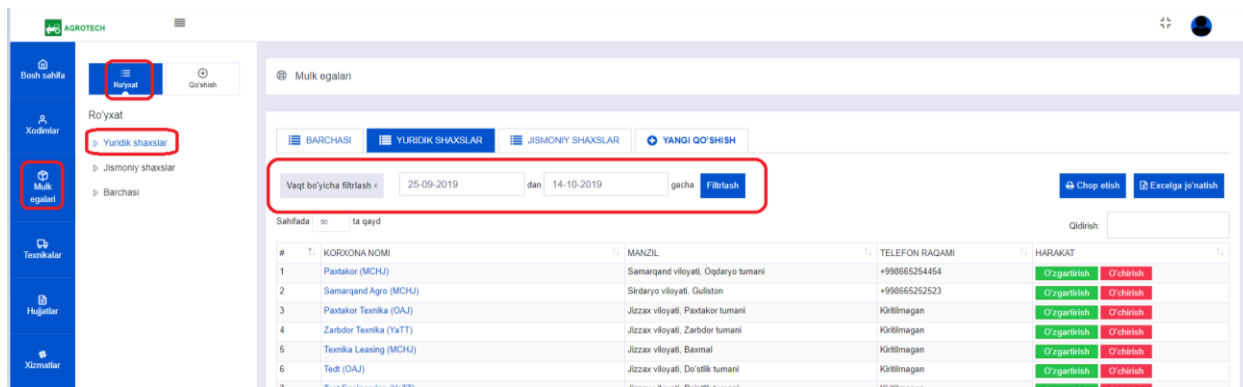 AGROTECH
Bosh sahifa
Xodimlar
Mulk egalari
Texnikalar
Hujjatlar
Xizmatlar
Ro'yxat
Qo'shish
Ro'yxat
Yuridik shaxslar
Jismoniy shaxslar
Barchasi
Mulk egalari
BARCHASI YURIDIK SHAXSLAR JISMONIY SHAXSLAR YANGI QO'SHISH
Vaqt bo'yicha filtrlash < 25-09-2019 dan 14-10-2019 gacha Filtrlash Chop etish Excelga jo'natish
Sahifada 50 ta qayd Qidirish:
# KORXONA NOMI MANZIL TELEFON RAQAMI HARAKAT
1 Paxtakor (MCHJ) Samarqand viloyati, Oqdaryo tumani +998665254454 O'zgartirish O'chirish
2 Samarqand Agro (MCHJ) Sirdaryo viloyati, Guliston +998665252523 O'zgartirish O'chirish
3 Paxtakor Texnika (OAJ) Jizzax viloyati, Paxtakor tumani Kiritilmagan O'zgartirish O'chirish
4 Zarbdor Texnika (YaTT) Jizzax viloyati, Zarbdor tumani Kiritilmagan O'zgartirish O'chirish
5 Texnika Leasing (MCHJ) Jizzax viloyati, Baxmal Kiritilmagan O'zgartirish O'chirish
6 Tedt (OAJ) Jizzax viloyati, Do'stlik tumani Kiritilmagan O'zgartirish O'chirish